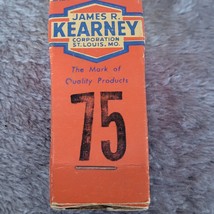 JAMES R.
KEARNEY
CORPORATION
ST. LOUIS, MO.
The Mark of
Quality Products
75